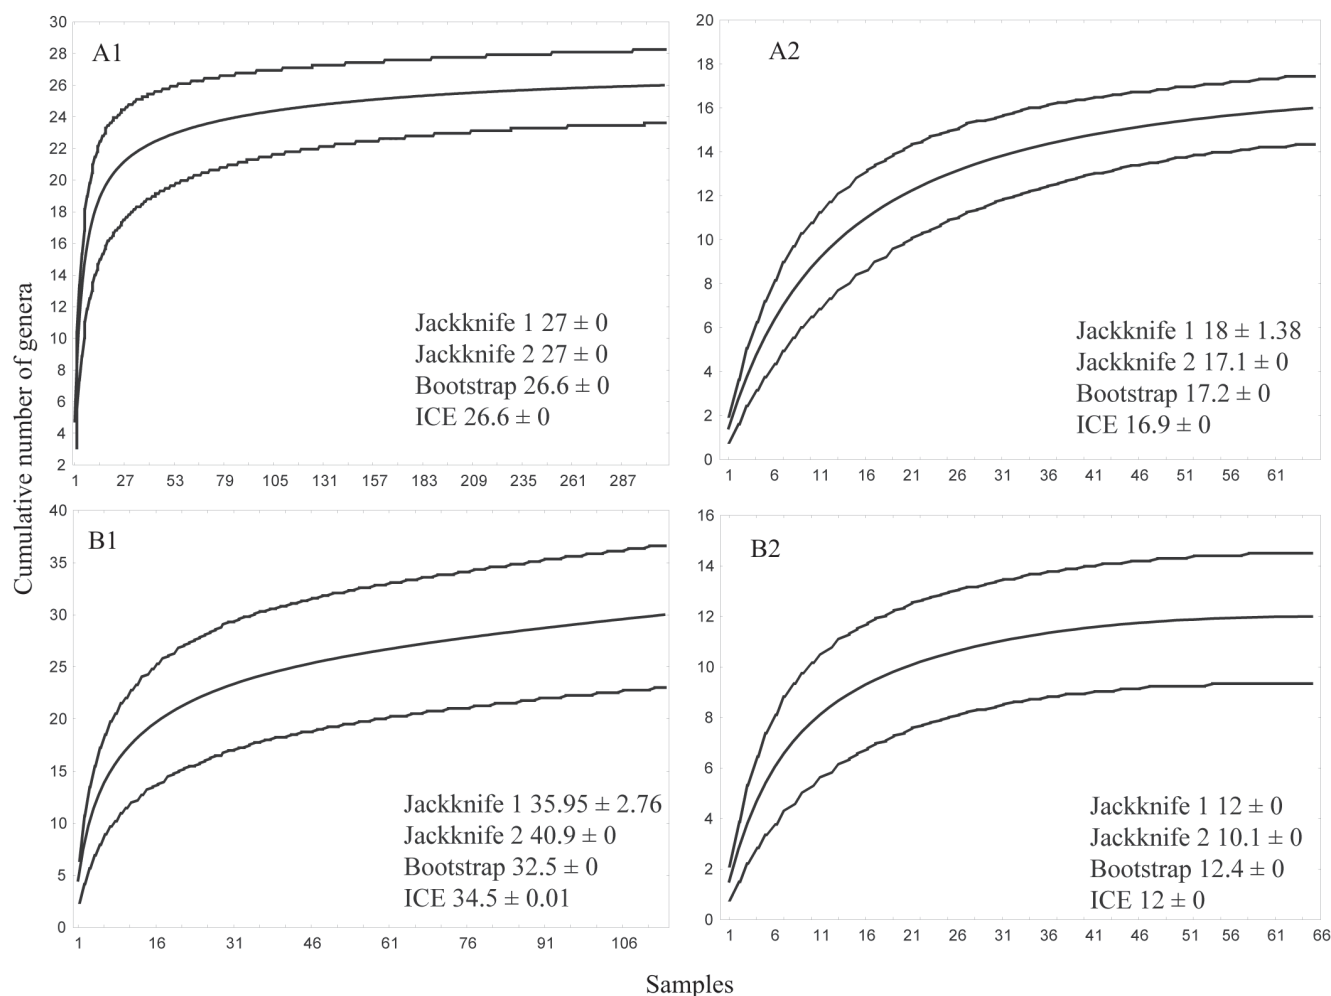 Cumulative number of genera
A1
30
28
26
24
22
20
18
16
14
12
10
8
6
4
2
Jackknife 1 27 ± 0
Jackknife 2 27 ± 0
Bootstrap 26.6 ± 0
ICE 26.6 ± 0
1 27 53 79 105 131 157 183 209 235 261 287
A2
20
18
16
14
12
10
8
6
4
2
0
Jackknife 1 18 ± 1.38
Jackknife 2 17.1 ± 0
Bootstrap 17.2 ± 0
ICE 16.9 ± 0
1 6 11 16 21 26 31 36 41 46 51 56 61
B1
40
35
30
25
20
15
10
5
0
Jackknife 1 35.95 ± 2.76
Jackknife 2 40.9 ± 0
Bootstrap 32.5 ± 0
ICE 34.5 ± 0.01
1 16 31 46 61 76 91 106
B2
16
14
12
10
8
6
4
2
0
Jackknife 1 12 ± 0
Jackknife 2 10.1 ± 0
Bootstrap 12.4 ± 0
ICE 12 ± 0
1 6 11 16 21 26 31 36 41 46 51 56 61 66
Samples